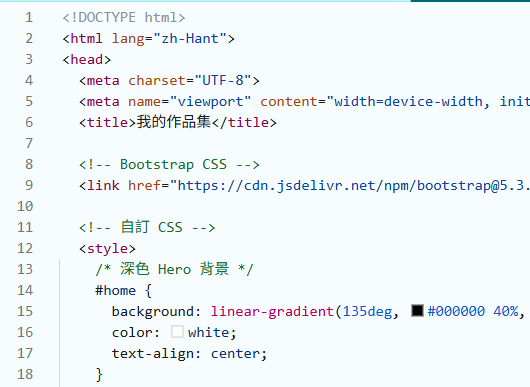 1 <!DOCTYPE html>
2 <html lang="zh-Hant">
3 <head>
4 <meta charset="UTF-8">
5 <meta name="viewport" content="width=device-width, init
6 <title>我的作品集</title>
7
8 <!-- Bootstrap CSS -->
9 <link href="https://cdn.jsdelivr.net/npm/bootstrap@5.3.
10
11 <!-- 自訂 CSS -->
12 <style>
13 /* 深色 Hero 背景 */
14 #home {
15 background: linear-gradient(135deg, #000000 40%,
16 color: white;
17 text-align: center;
18 }